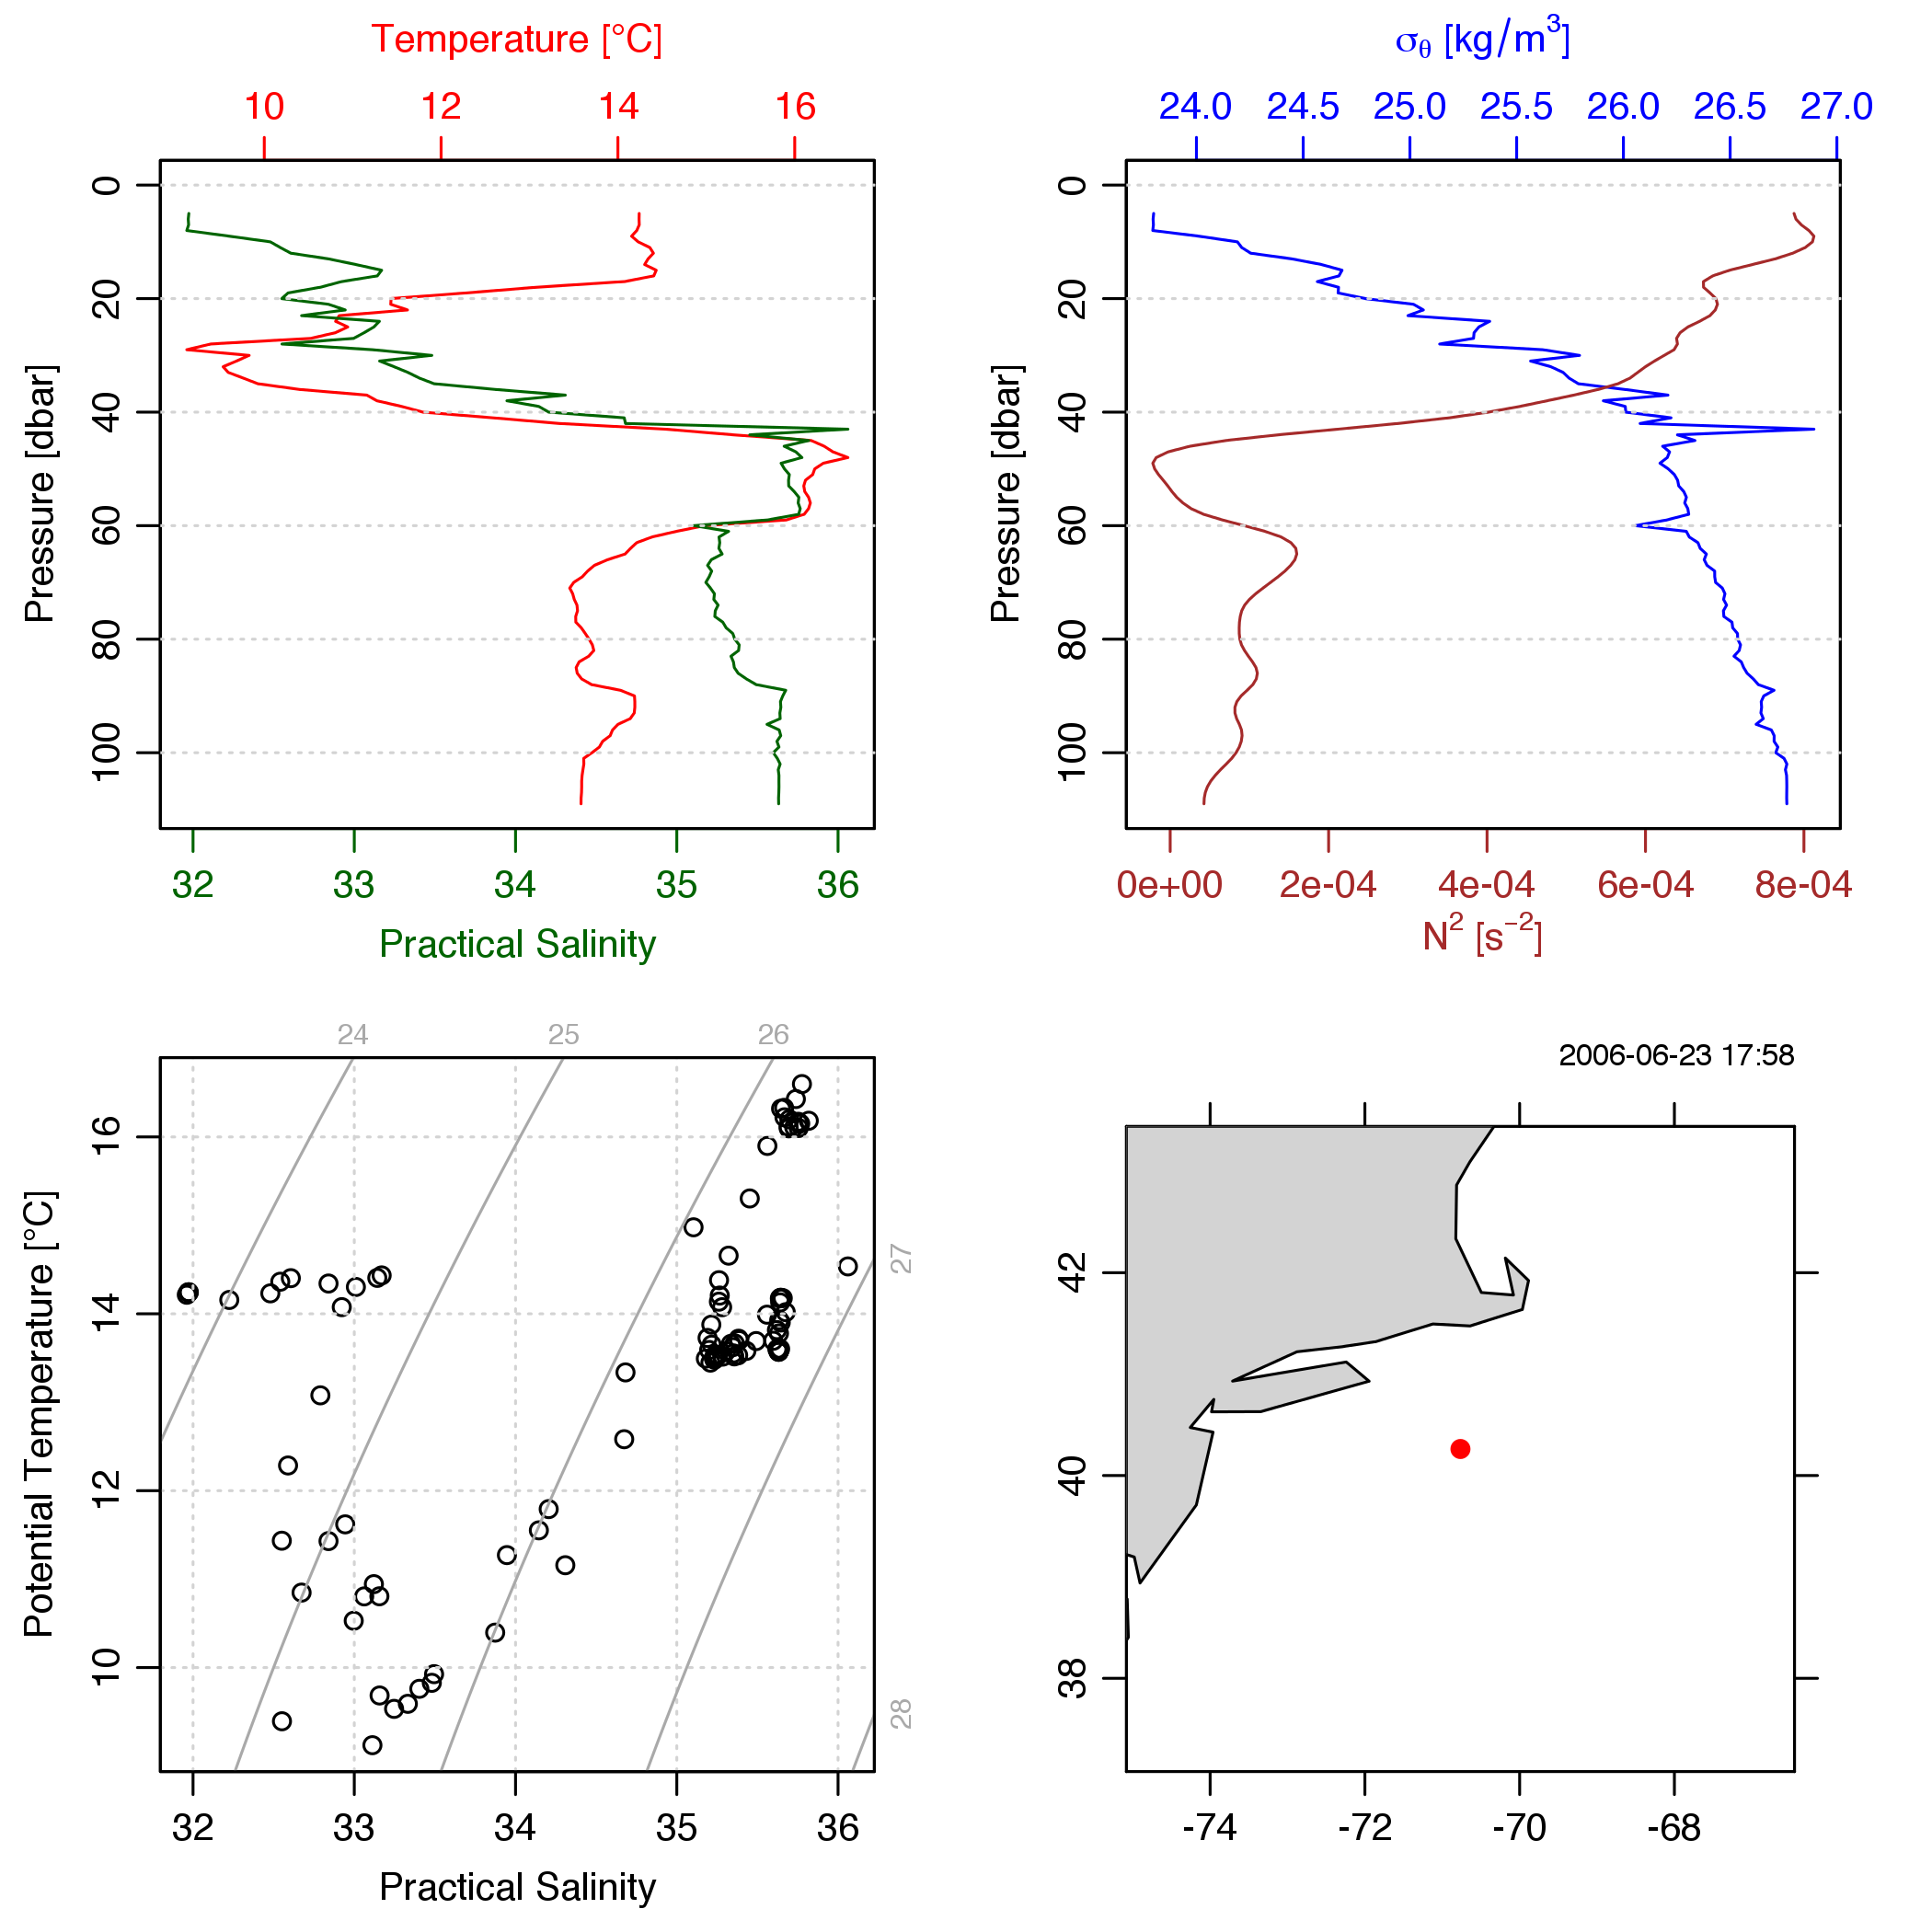 Temperature [°C]
10 12 14 16
0
20
40
60
80
100
Pressure [dbar]
32 33 34 35 36
Practical Salinity
σθ [kg/m³]
24.0 24.5 25.0 25.5 26.0 26.5 27.0
0
20
40
60
80
100
Pressure [dbar]
0e+00 2e-04 4e-04 6e-04 8e-04
N² [s⁻²]
24 25 26
27
28
16
14
12
10
Potential Temperature [°C]
32 33 34 35 36
Practical Salinity
2006-06-23 17:58
42
40
38
-74 -72 -70 -68